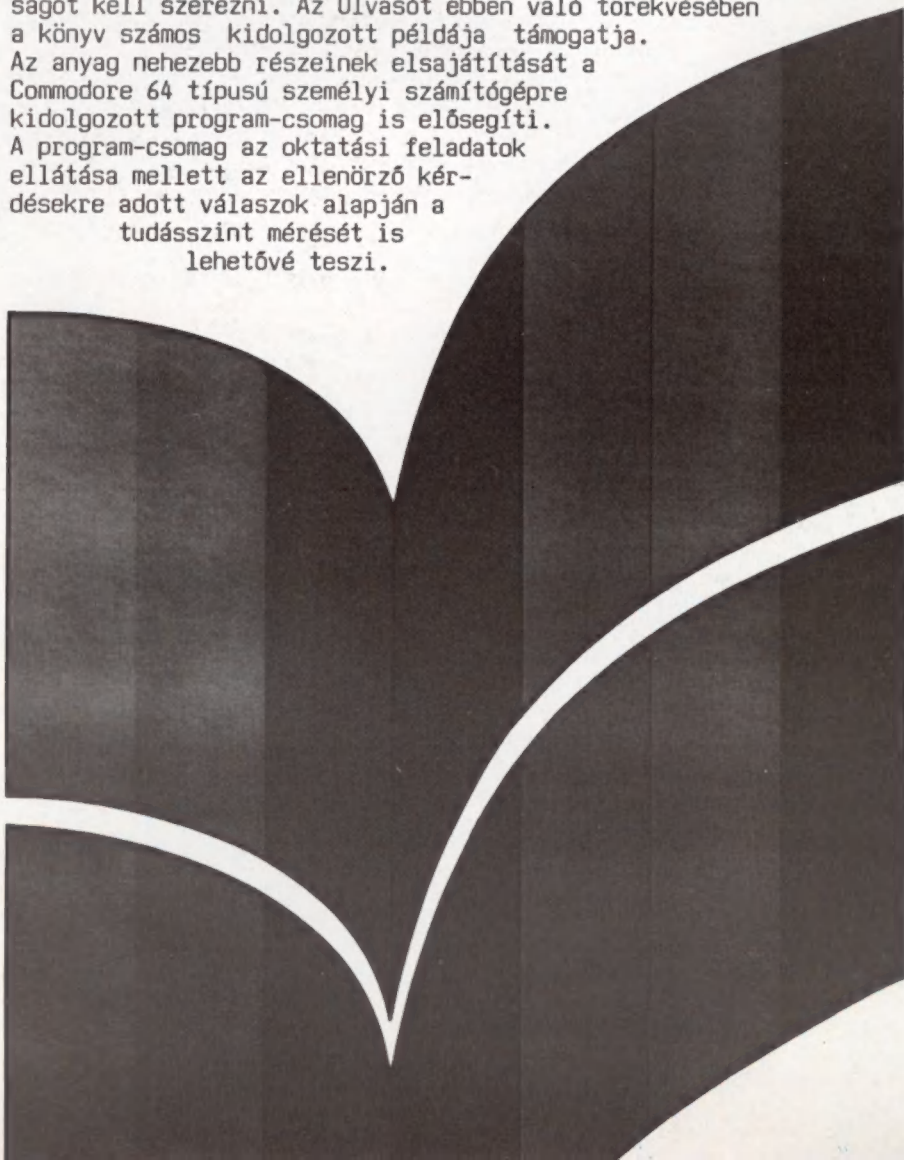 ságot kell szerezni. Az Olvasót ebben való törekvésében
a könyv számos kidolgozott példája támogatja.
Az anyag nehezebb részeinek elsajátítását a
Commodore 64 típusú személyi számítógépre
kidolgozott program-csomag is elősegíti.
A program-csomag az oktatási feladatok
ellátása mellett az ellenörző kér-
désekre adott válaszok alapján a
tudásszint mérését is
lehetővé teszi.